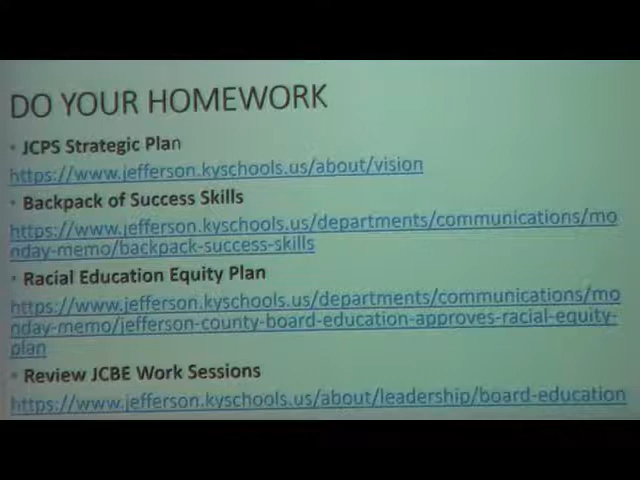 DO YOUR HOMEWORK
• JCPS Strategic Plan
https://www.jefferson.kyschools.us/about/vision
• Backpack of Success Skills
https://www.jefferson.kyschools.us/departments/communications/mo
nday-memo/backpack-success-skills
• Racial Education Equity Plan
https://www.jefferson.kyschools.us/departments/communications/mo
nday-memo/jefferson-county-board-education-approves-racial-equity-
plan
• Review JCBE Work Sessions
https://www.jefferson.kyschools.us/about/leadership/board-education